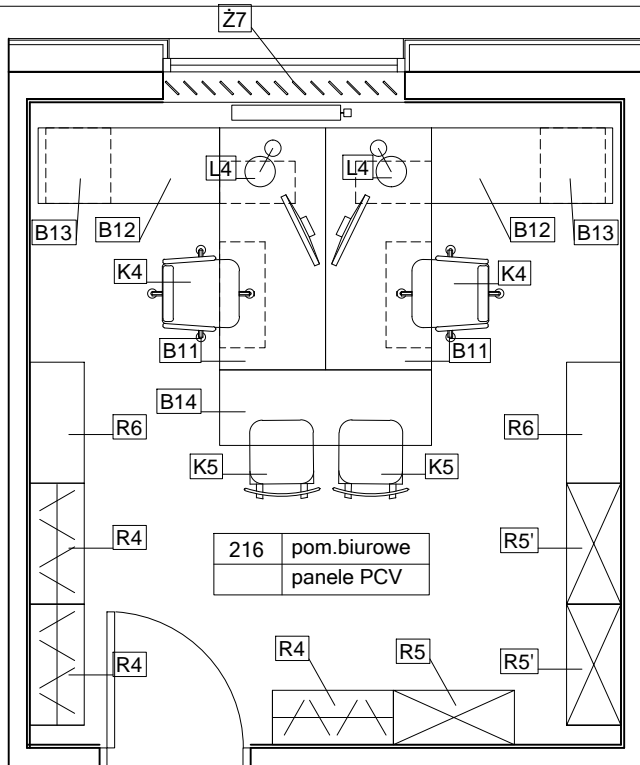 Ż7
L4
L4
B13
B12
B12
B13
K4
K4
B11
B11
B14
R6
R6
K5
K5
R4
R5'
216 pom.biurowe
panele PCV
R4
R5
R4
R5'